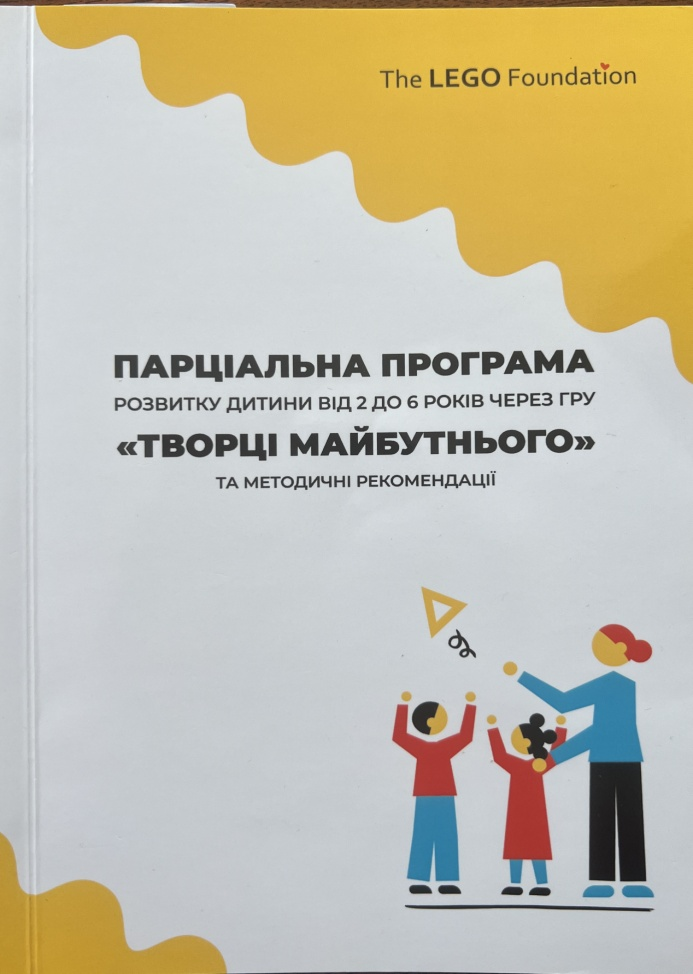 The LEGO Foundation
ПАРЦІАЛЬНА ПРОГРАМА
РОЗВИТКУ ДИТИНИ ВІД 2 ДО 6 РОКІВ ЧЕРЕЗ ГРУ
«ТВОРЦІ МАЙБУТНЬОГО»
ТА МЕТОДИЧНІ РЕКОМЕНДАЦІЇ